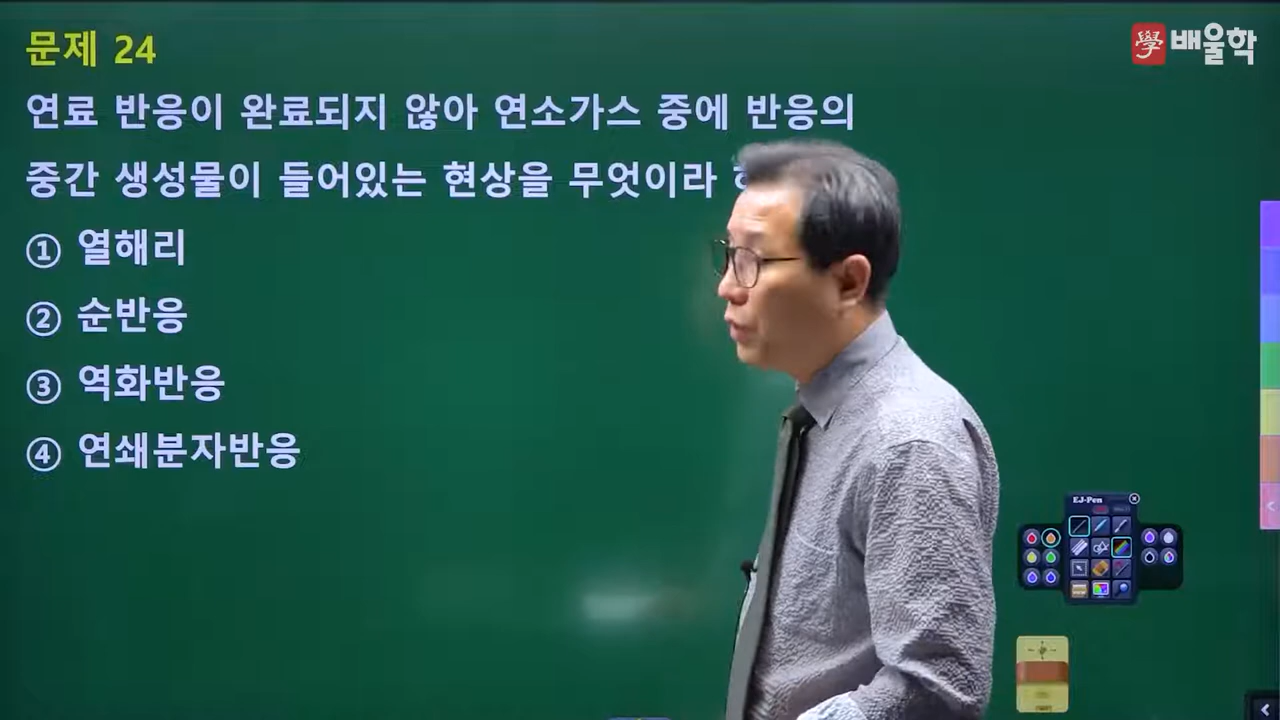 문제 24
學 배울학
연료 반응이 완료되지 않아 연소가스 중에 반응의
중간 생성물이 들어있는 현상을 무엇이라
① 열해리
② 순반응
③ 역화반응
④ 연쇄분자반응
EJ-Pen